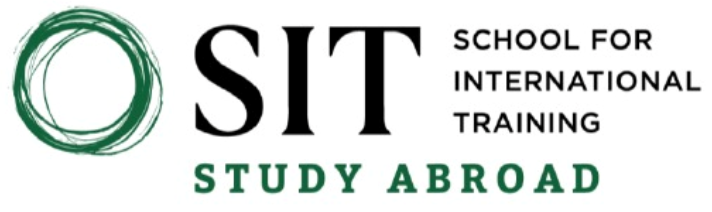 SIT
SCHOOL FOR
INTERNATIONAL
TRAINING
STUDY ABROAD